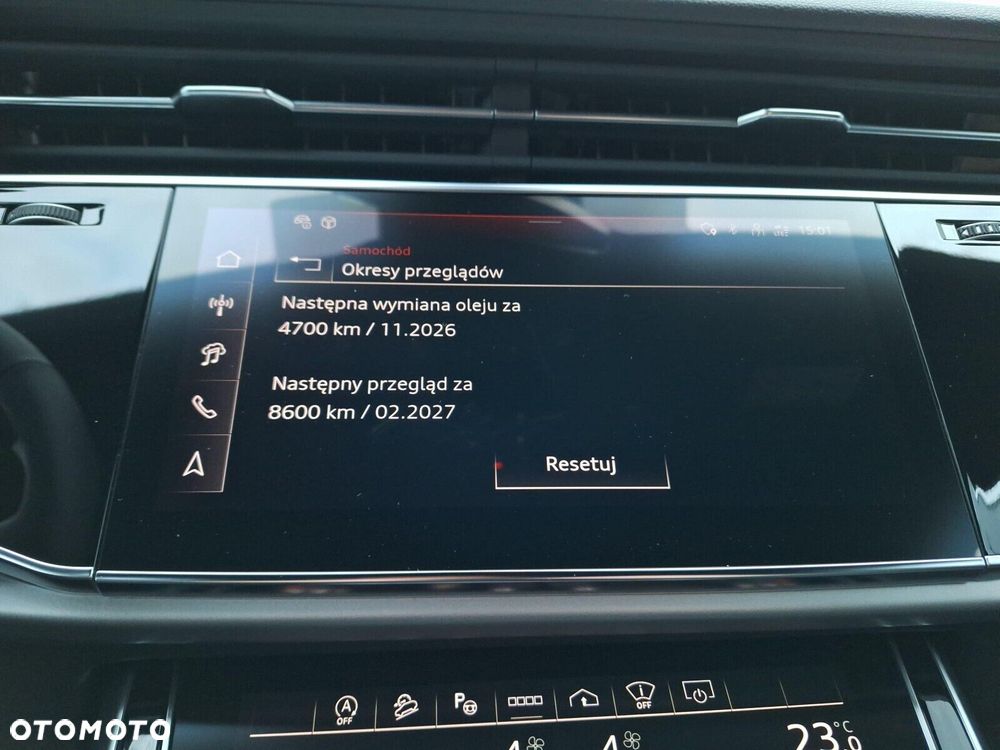 15:01
Samochód
Okresy przeglądów
Następna wymiana oleju za
4700 km / 11.2026
Następny przegląd za
8600 km / 02.2027
Resetuj
A
OFF
P
OFF
23.0 °C
OTOMOTO